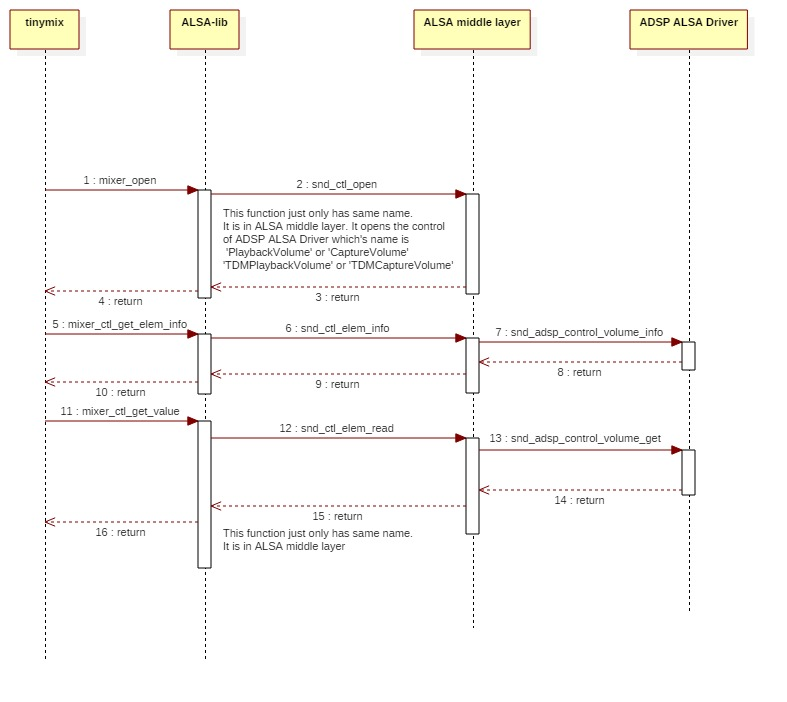 tinymix
ALSA-lib
ALSA middle layer
ADSP ALSA Driver
1 : mixer_open
2 : snd_ctl_open
This function just only has same name.
It is in ALSA middle layer. It opens the control
of ADSP ALSA Driver which's name is
'PlaybackVolume' or 'CaptureVolume'
'TDMPlaybackVolume' or 'TDMCaptureVolume'
3 : return
4 : return
5 : mixer_ctl_get_elem_info
6 : snd_ctl_elem_info
7 : snd_adsp_control_volume_info
8 : return
9 : return
10 : return
11 : mixer_ctl_get_value
12 : snd_ctl_elem_read
13 : snd_adsp_control_volume_get
14 : return
15 : return
16 : return
This function just only has same name.
It is in ALSA middle layer